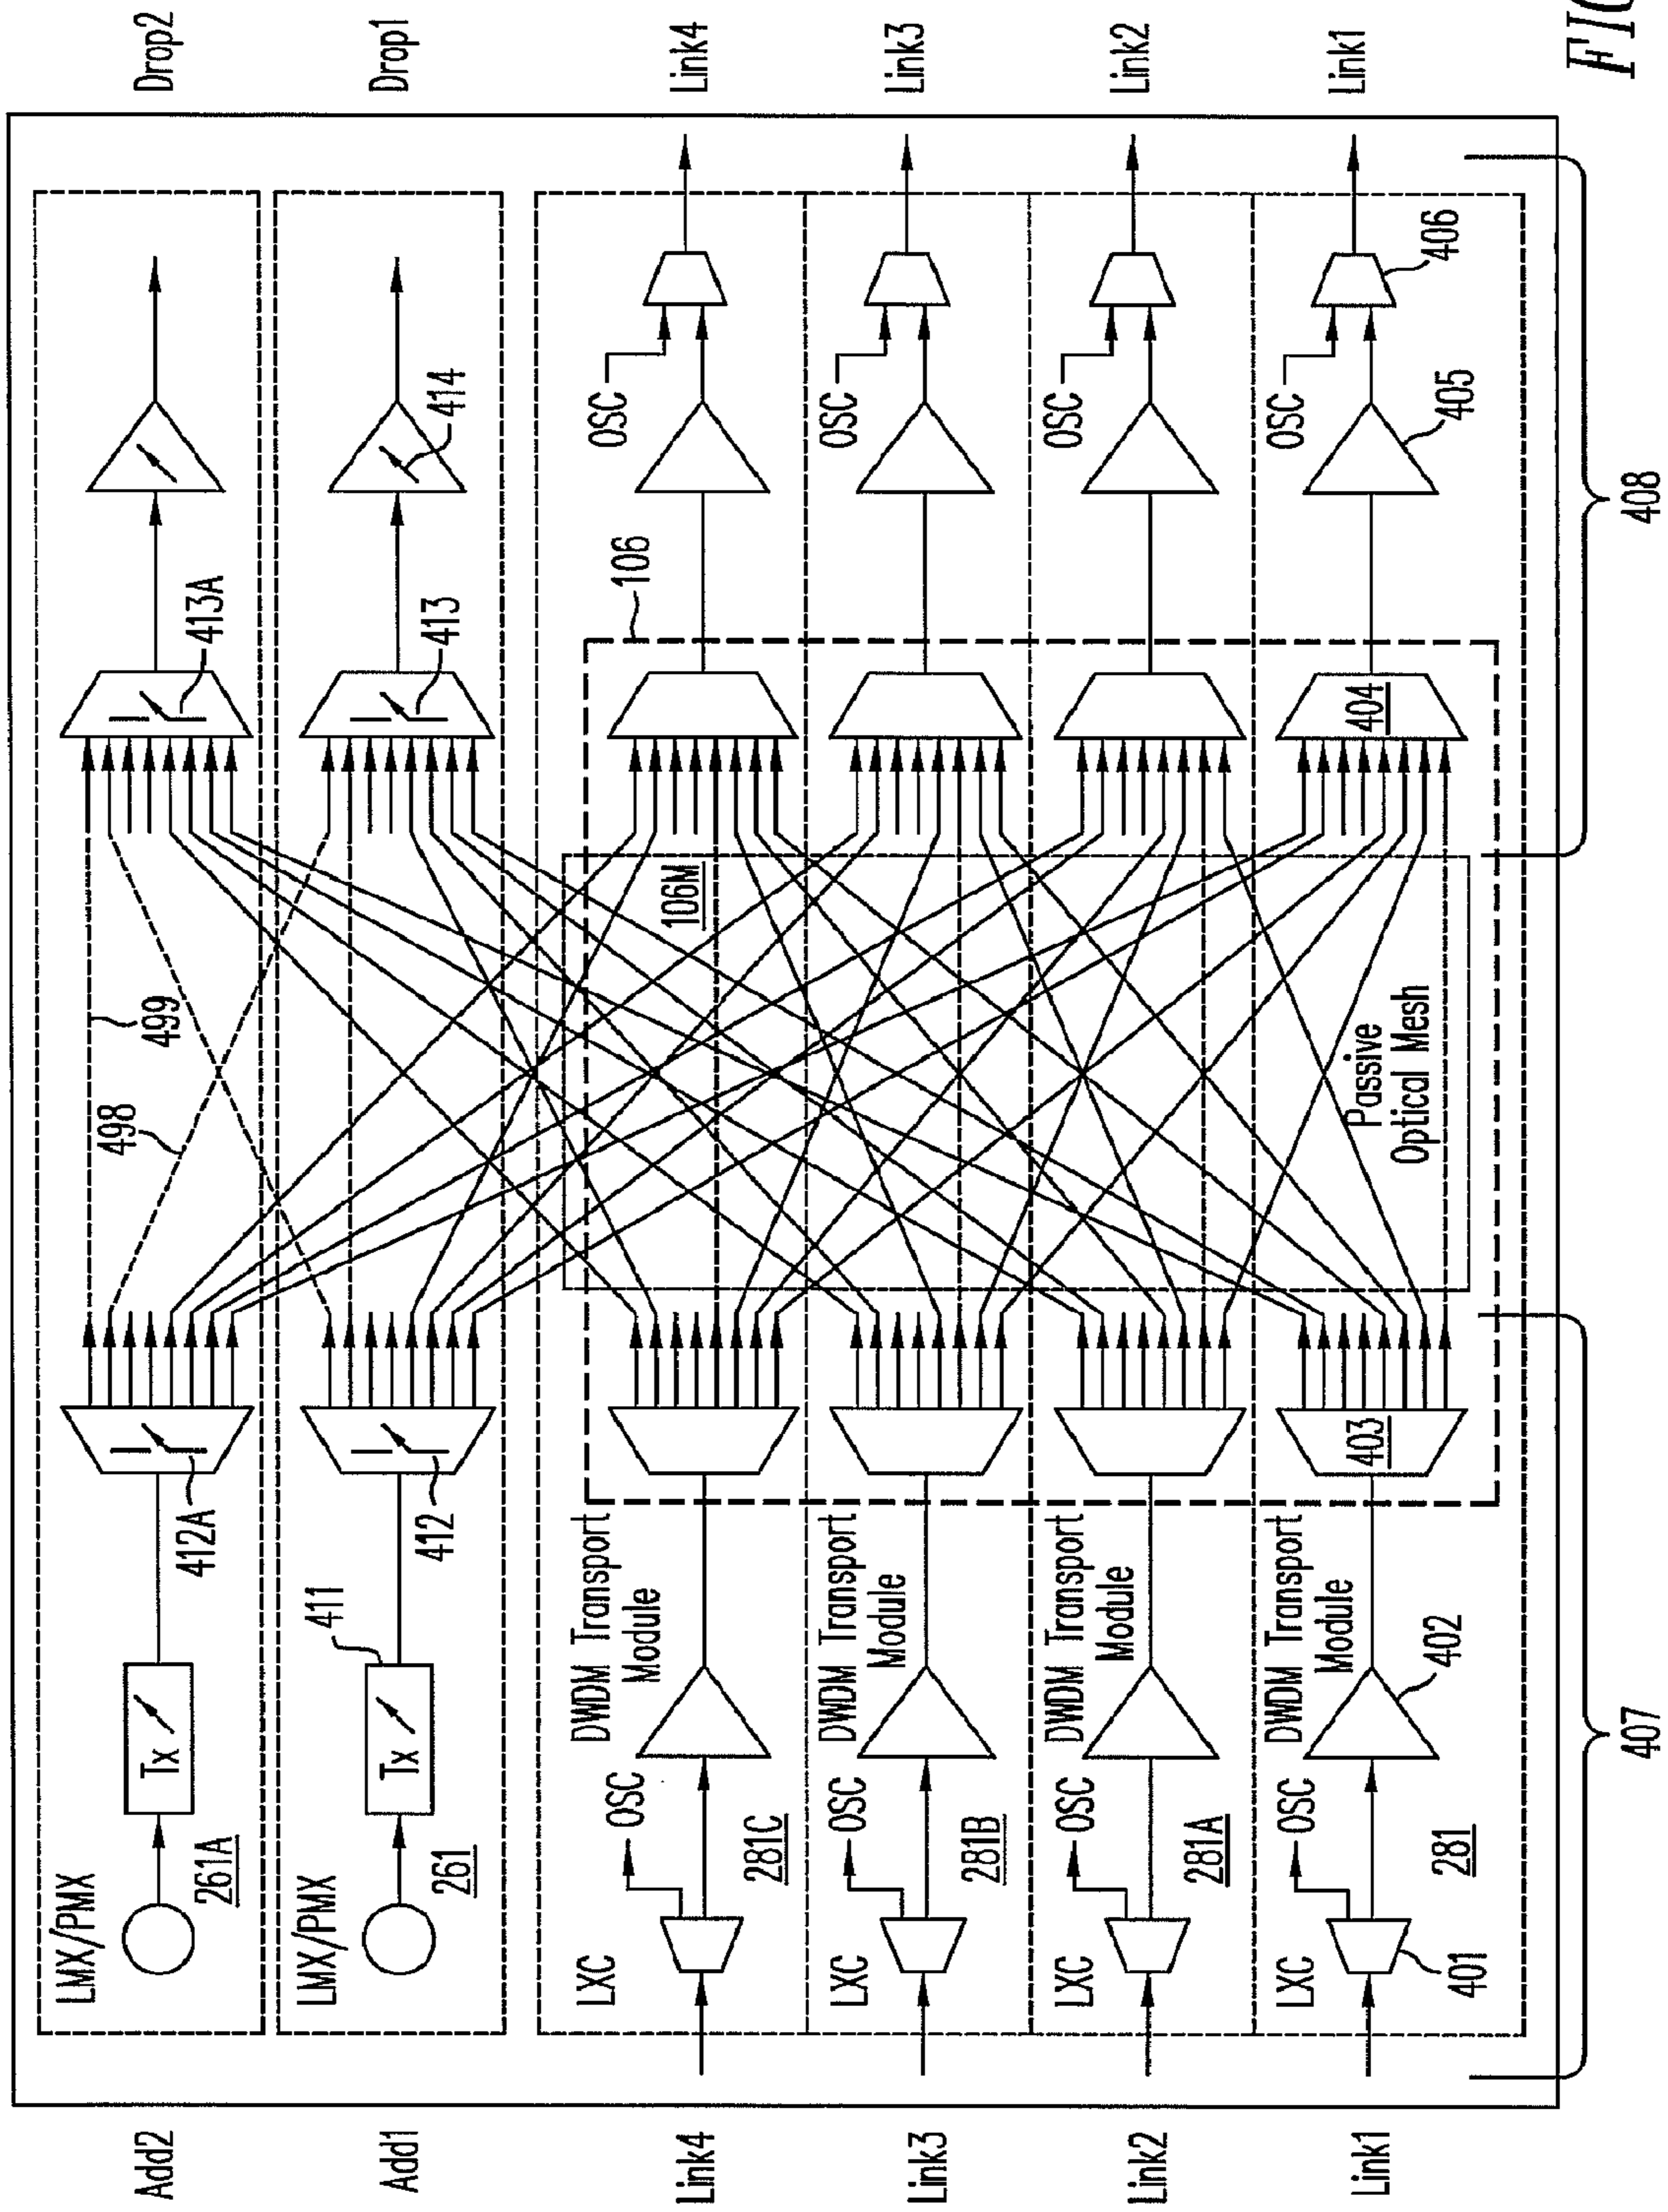 Add2
Add1
Link4
Link3
Link2
Link1
LMX/PMX
261A
Tx
412A
498
499
413A
Drop2
LMX/PMX
261
Tx
411
412
413
414
Drop1
LXC
OSC
281C
DWDM Transport
Module
106M
106
OSC
Link4
LXC
OSC
281B
DWDM Transport
Module
OSC
Link3
LXC
OSC
281A
DWDM Transport
Module
OSC
Link2
LXC
401
OSC
281
DWDM Transport
Module
402
403
Passive
Optical Mesh
404
405
OSC
406
Link1
407
408